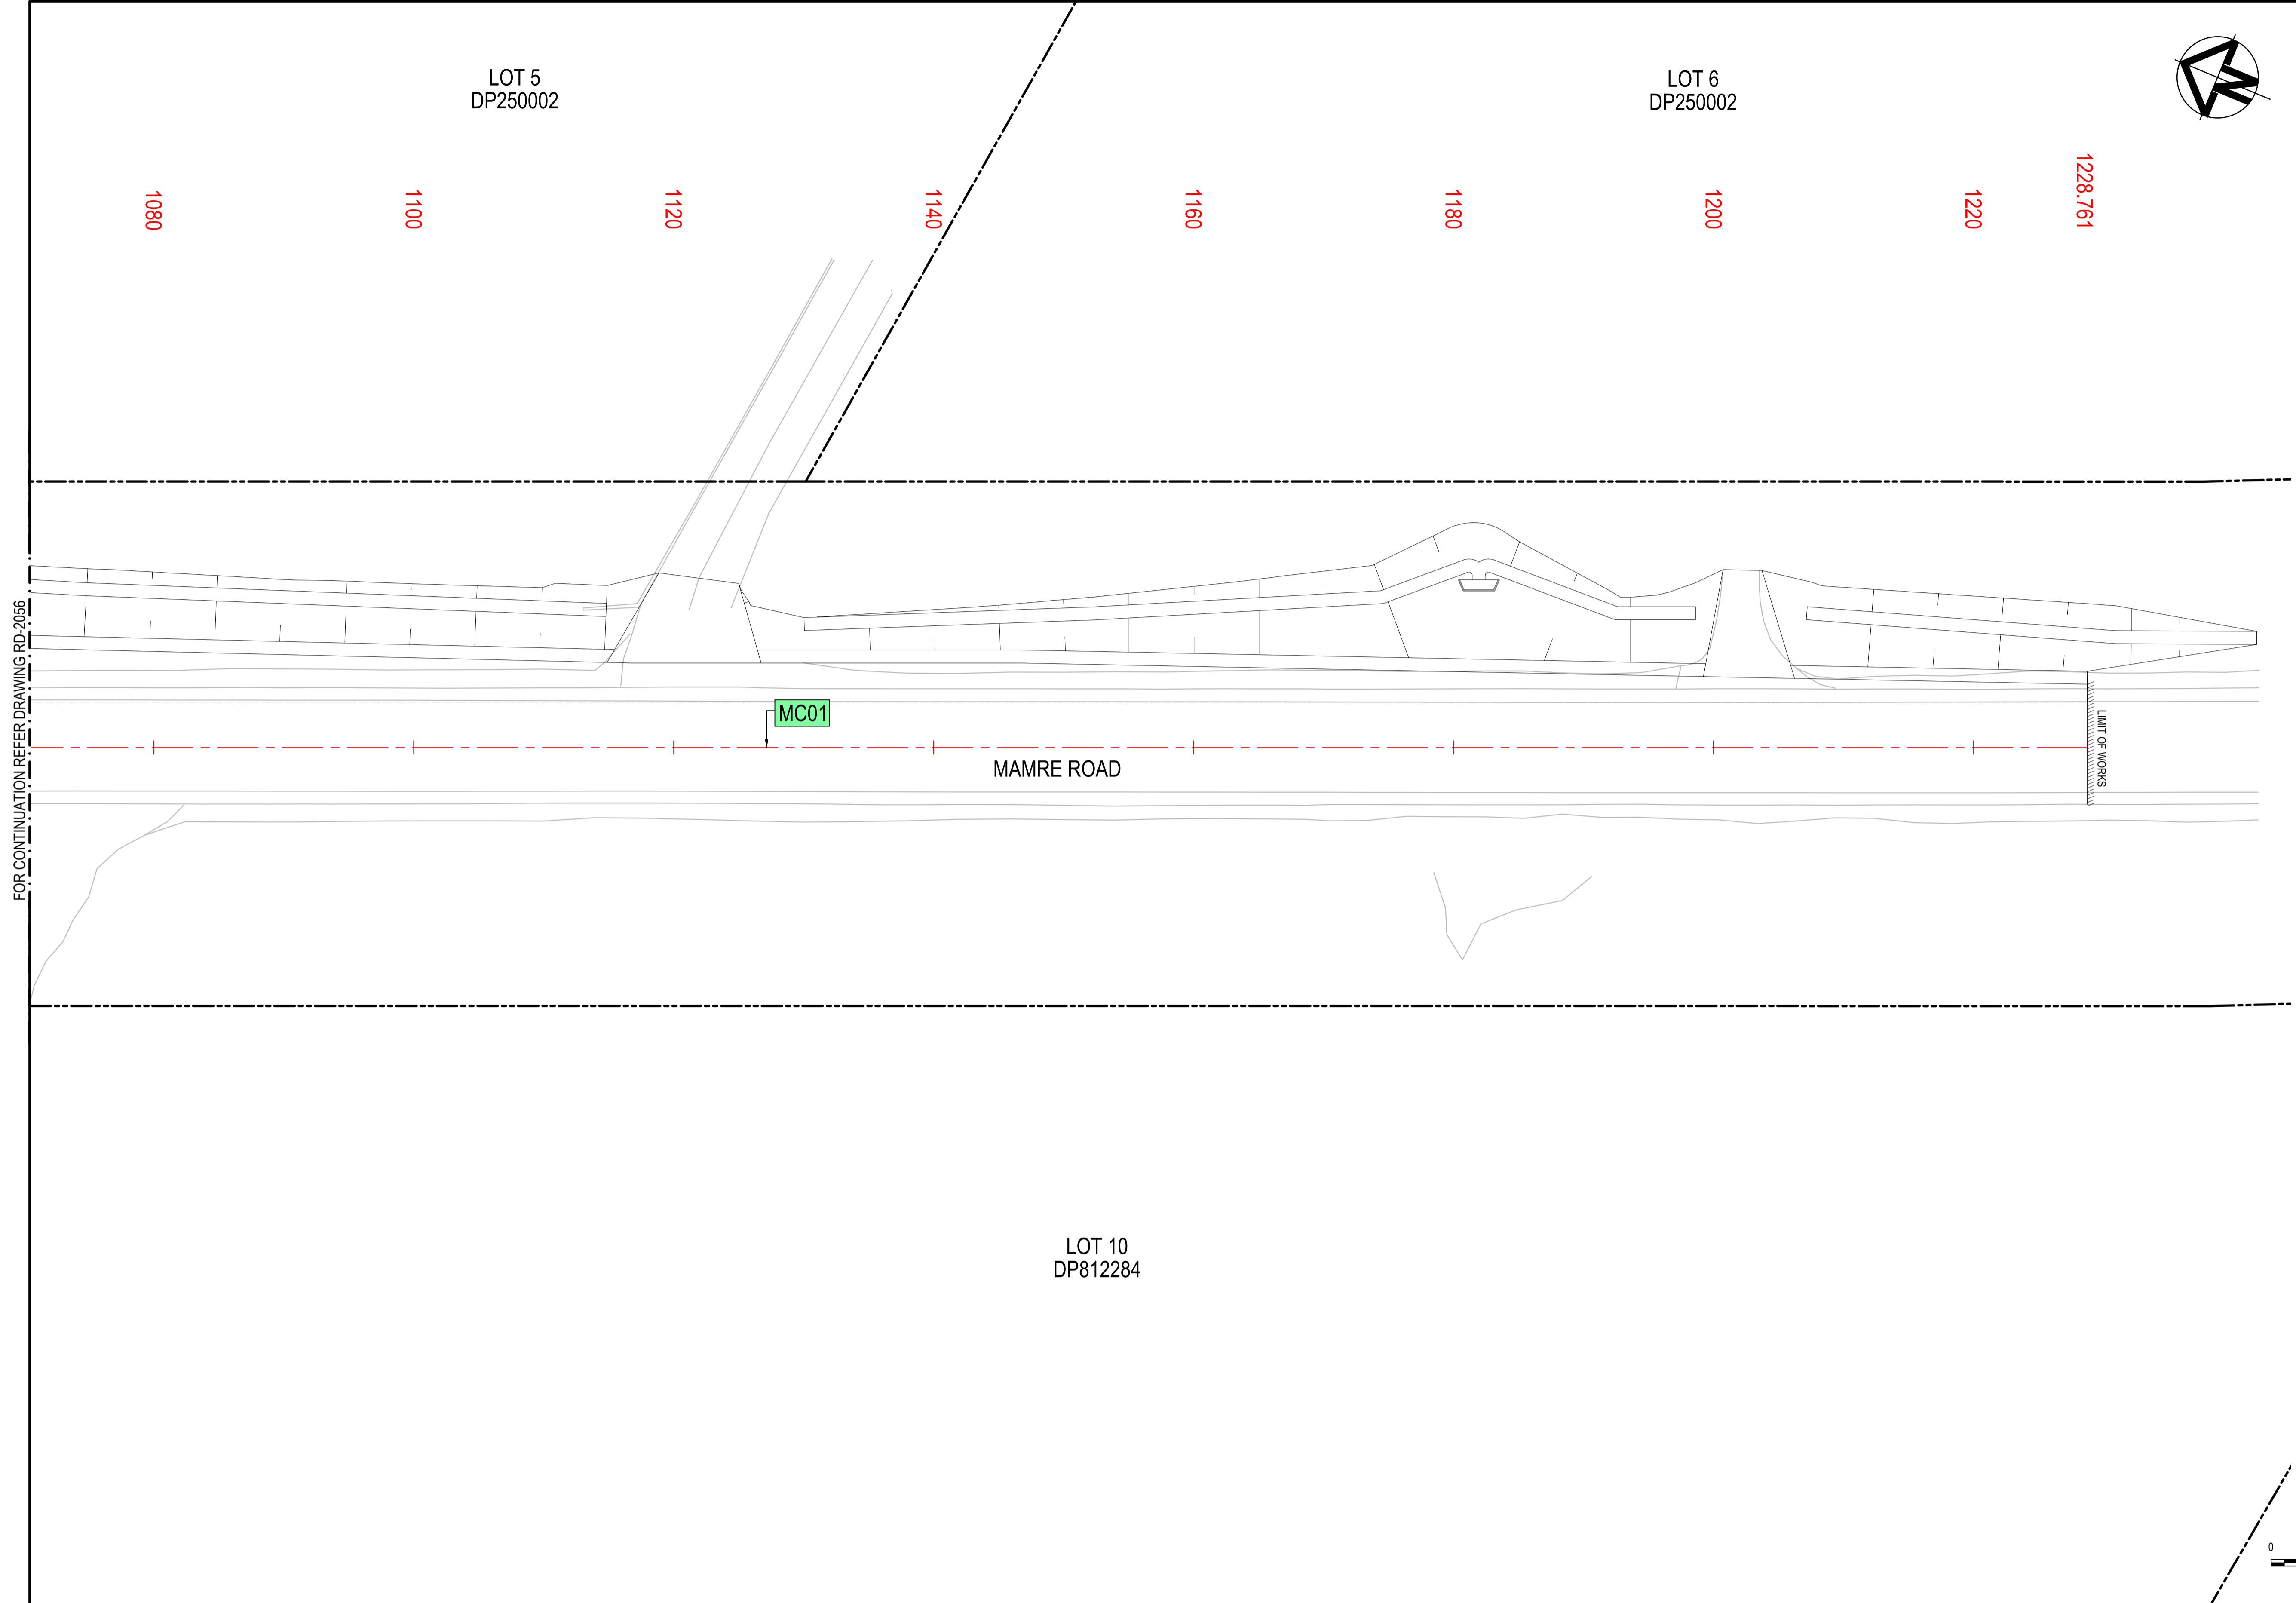 LOT 5
DP250002
LOT 6
DP250002
N
1080
1100
1120
1140
1160
1180
1200
1220
1228.761
FOR CONTINUATION REFER DRAWING RD-2056
MC01
MAMRE ROAD
LIMIT OF WORKS
LOT 10
DP812284
0